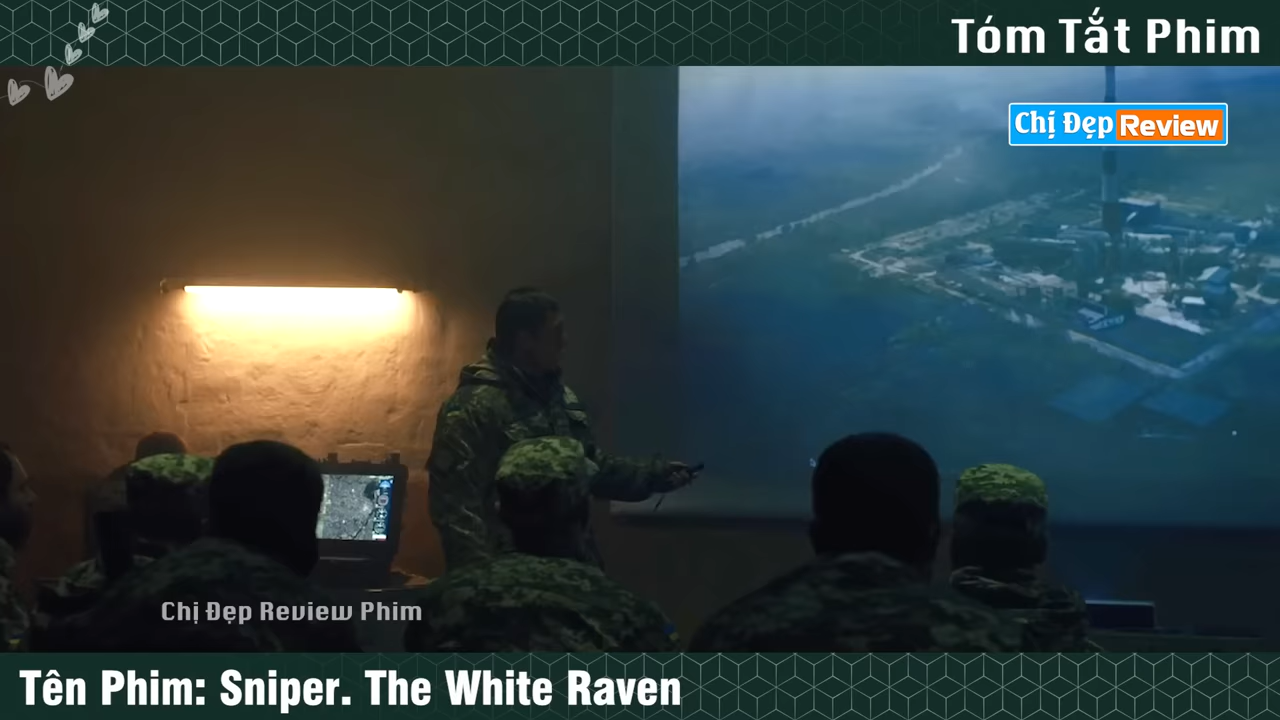 Tóm Tắt Phim
Chị Đẹp Review
Chị Đẹp Review Phim
Tên Phim: Sniper. The White Raven